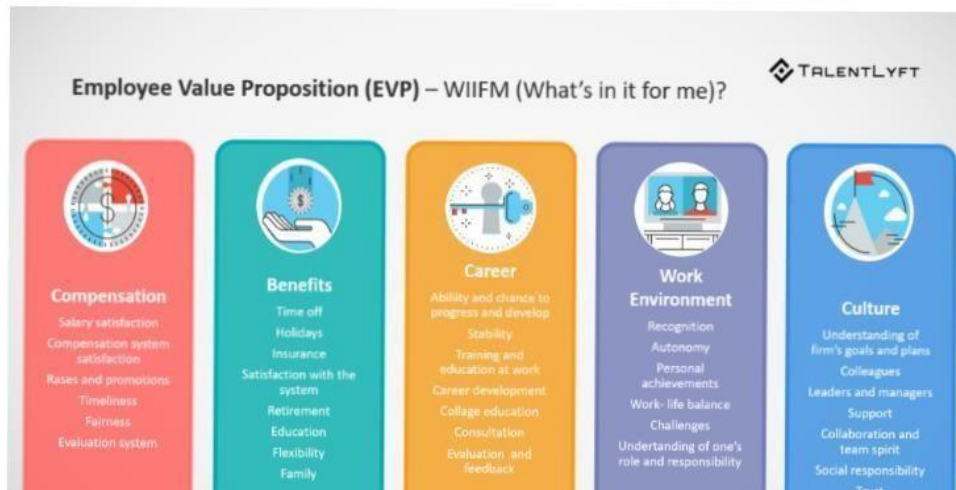 TALENTLYFT
Employee Value Proposition (EVP) – WIIFM (What's in it for me)?
Compensation
Salary satisfaction
Compensation system
satisfaction
Rases and promotions
Timeliness
Fairness
Evaluation system
Benefits
Time off
Holidays
Insurance
Satisfaction with the
system
Retirement
Education
Flexibility
Family
Career
Ability and chance to
progress and develop
Stability
Training and
education at work
Career development
Collage education
Consultation
Evaluation and
feedback
Work
Environment
Recognition
Autonomy
Personal
achievements
Work- life balance
Challenges
Undertanding of one's
role and responsibility
Culture
Understanding of
firm's goals and plans
Colleagues
Leaders and managers
Support
Collaboration and
team spirit
Social responsibility
Trust